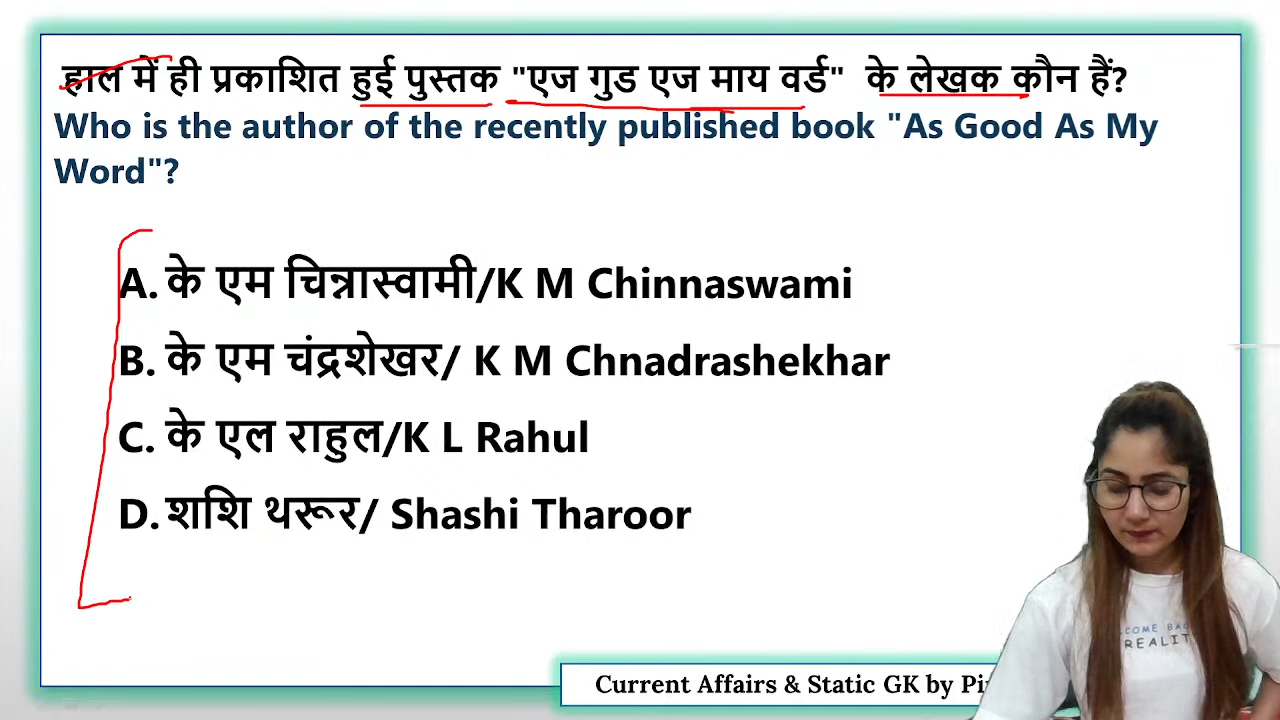 हाल में ही प्रकाशित हुई पुस्तक "एज गुड एज माय वर्ड" के लेखक कौन हैं?
Who is the author of the recently published book "As Good As My
Word"?
A. के एम चिन्नास्वामी/K M Chinnaswami
B. के एम चंद्रशेखर/ K M Chnadrashekhar
C. के एल राहुल/K L Rahul
D. शशि थरूर/ Shashi Tharoor
REALIT
Current Affairs & Static GK by